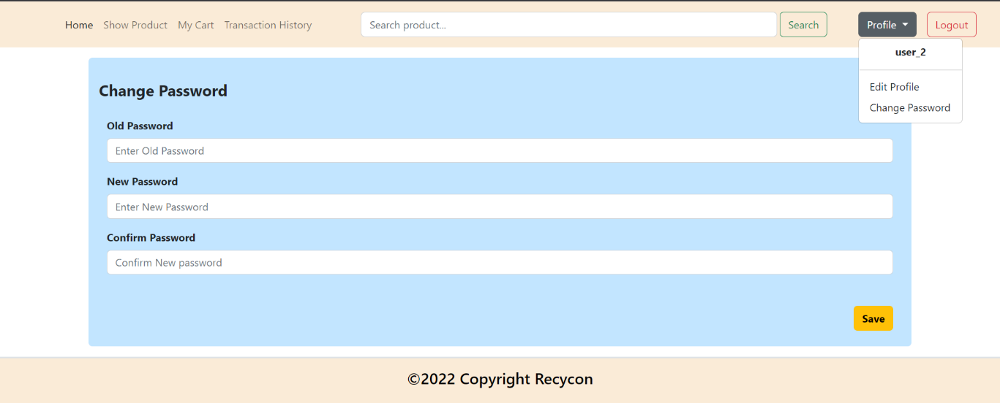 Home Show Product My Cart Transaction History Search product... Search Profile Logout
user_2
Edit Profile
Change Password
Change Password
Old Password
Enter Old Password
New Password
Enter New Password
Confirm Password
Confirm New password
Save
©2022 Copyright Recycon